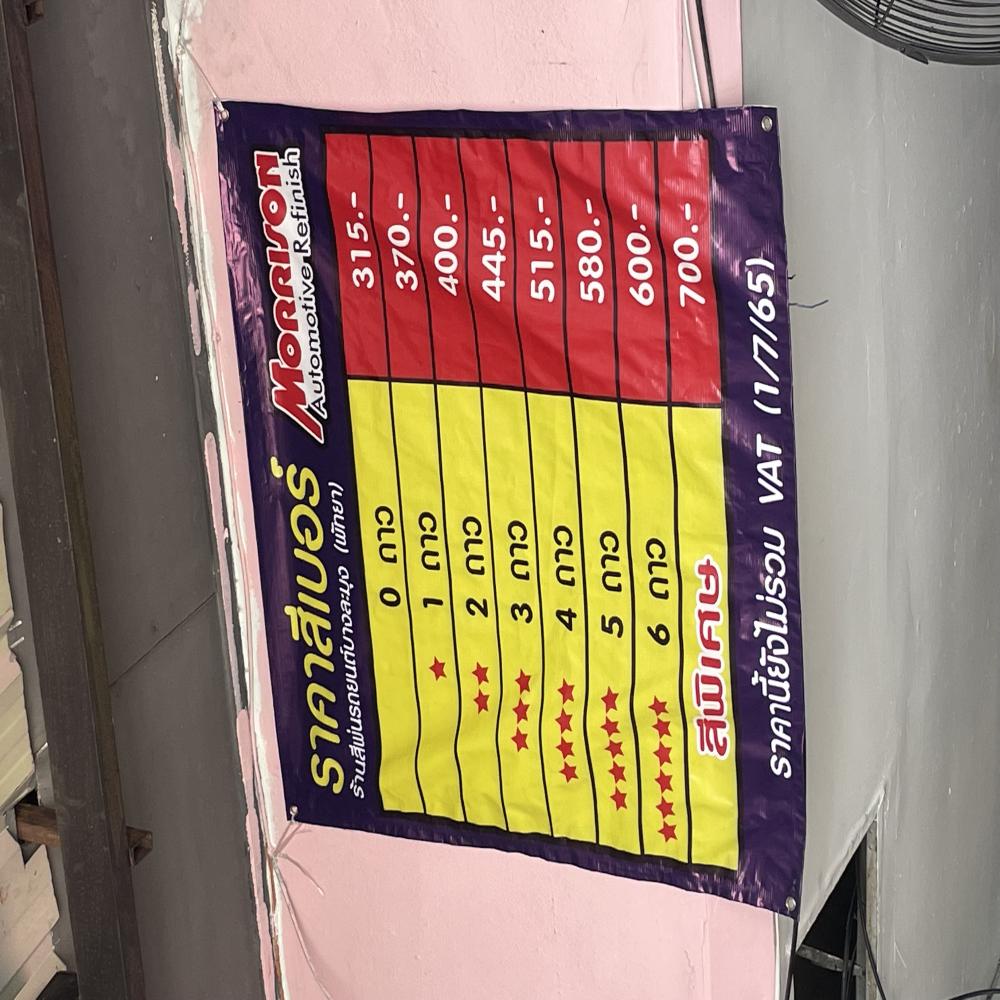 ราคาสีเบอร์
ร้านสีพ่นรถยนต์บางละมุง (พัทยา)
MORRISON
Automotive Refinish
0 ดาว 315.-
★ 1 ดาว 370.-
★★ 2 ดาว 400.-
★★★ 3 ดาว 445.-
★★★★ 4 ดาว 515.-
★★★★★ 5 ดาว 580.-
★★★★★★ 6 ดาว 600.-
สีพิเศษ 700.-
ราคานี้ยังไม่รวม VAT (1/7/65)